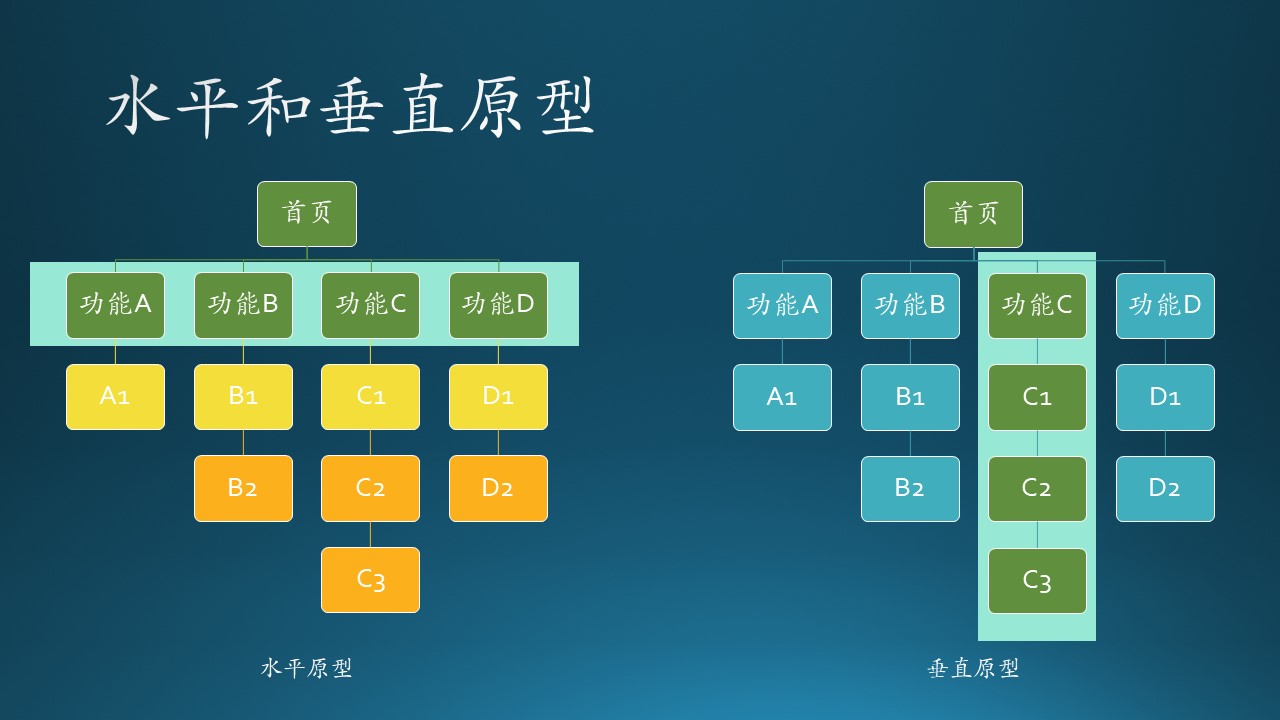 水平和垂直原型
首页
功能A 功能B 功能C 功能D
A1 B1 C1 D1
B2 C2 D2
C3
水平原型
首页
功能A 功能B 功能C 功能D
A1 B1 C1 D1
B2 C2 D2
C3
垂直原型